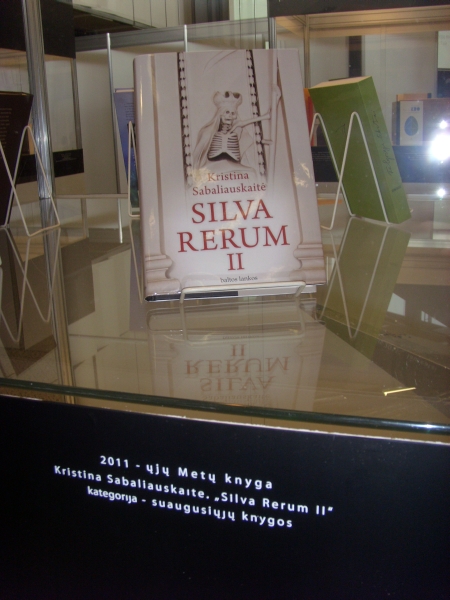 Kristina
Sabaliauskaitė
SILVA
RERUM
II
baltos lankos
2011 - ųjų Metų knyga
Kristina Sabaliauskaitė, „Silva Rerum II“
kategorija - suaugusiųjų knygos